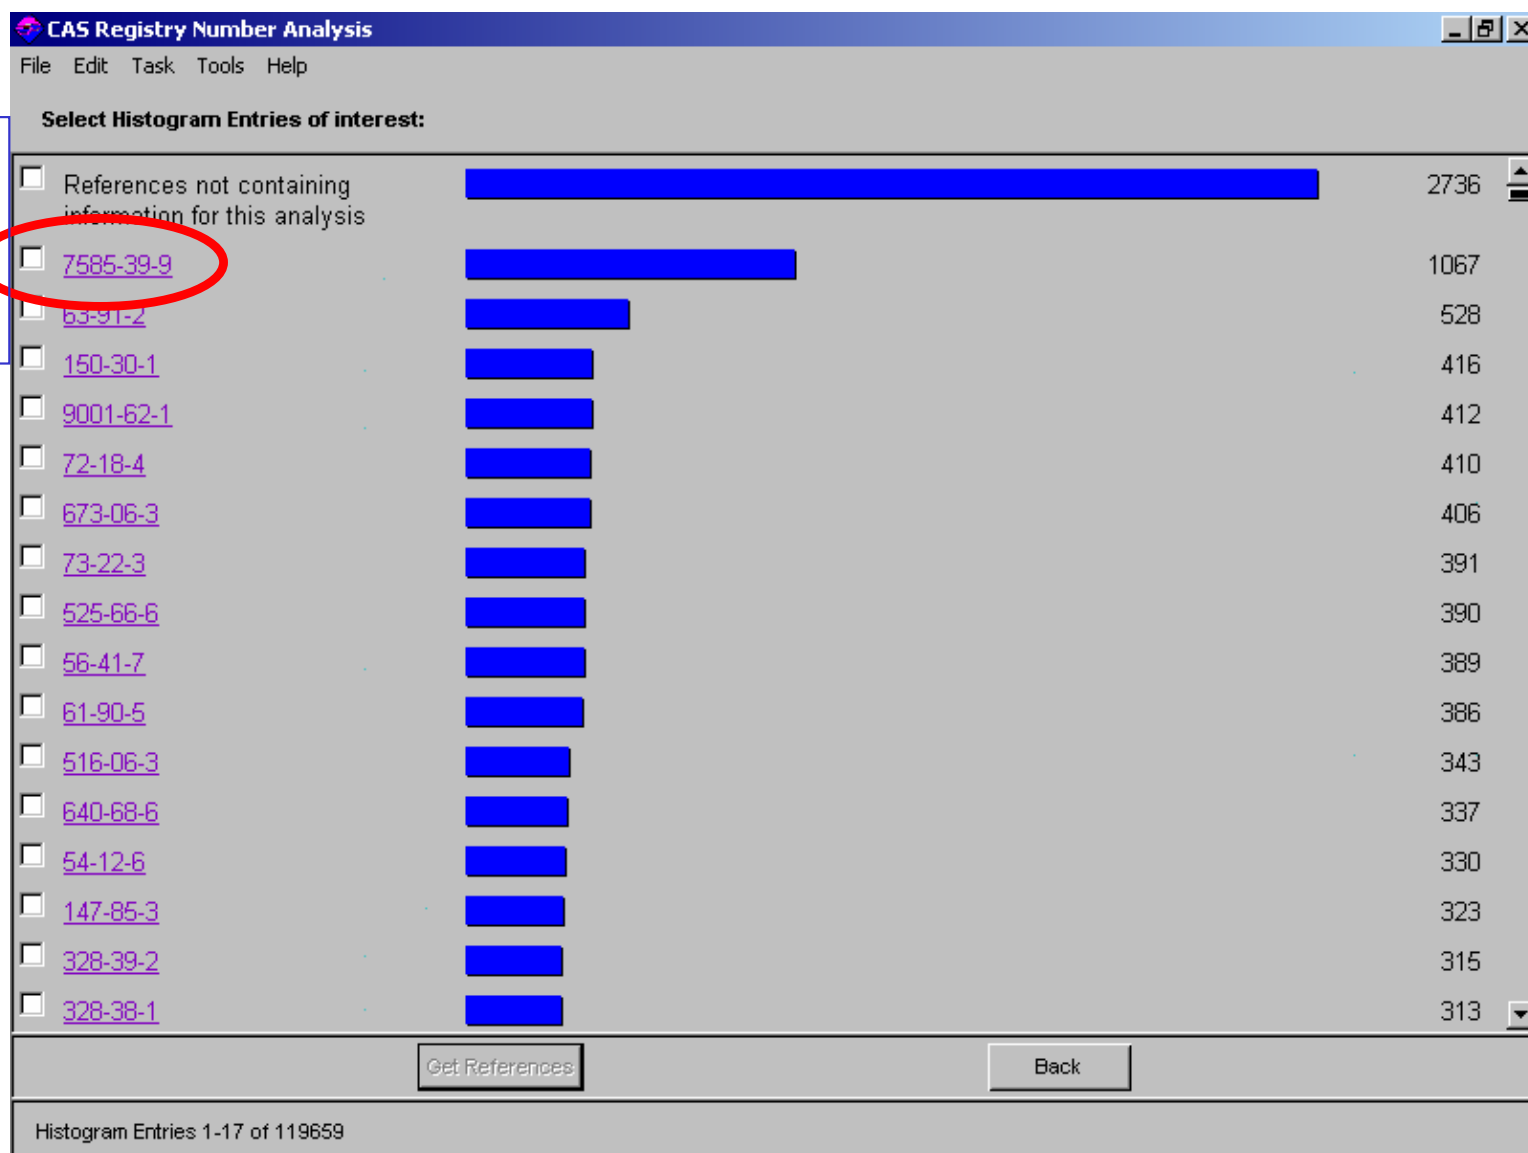 CAS Registry Number Analysis
File Edit Task Tools Help
Select Histogram Entries of interest:
References not containing 2736
information for this analysis
7585-39-9 1067
63-91-2 528
150-30-1 416
9001-62-1 412
72-18-4 410
673-06-3 406
73-22-3 391
525-66-6 390
56-41-7 389
61-90-5 386
516-06-3 343
640-68-6 337
54-12-6 330
147-85-3 323
328-39-2 315
328-38-1 313
Get References Back
Histogram Entries 1-17 of 119659